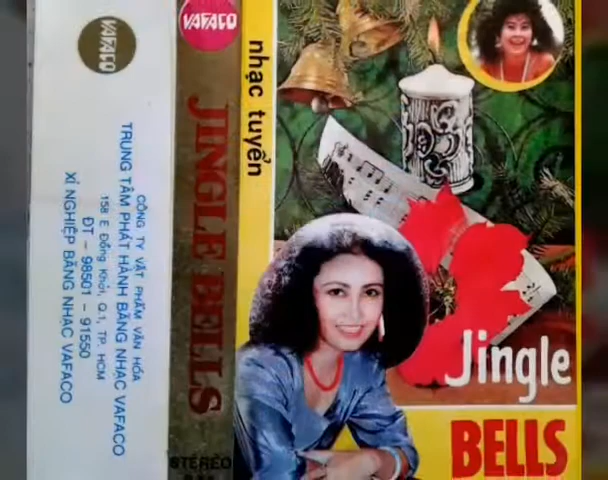 VAFACO
CÔNG TY VẬT PHẨM VĂN HÓA
TRUNG TÂM PHÁT HÀNH BĂNG NHẠC VAFACO
158 E Đồng Khởi, Q.1, TP. HCM
ĐT – 98501 – 91550
XÍ NGHIỆP BĂNG NHẠC VAFACO
VAFACO
JINGLE BELLS
STEREO
nhạc tuyển
Jingle
BELLS